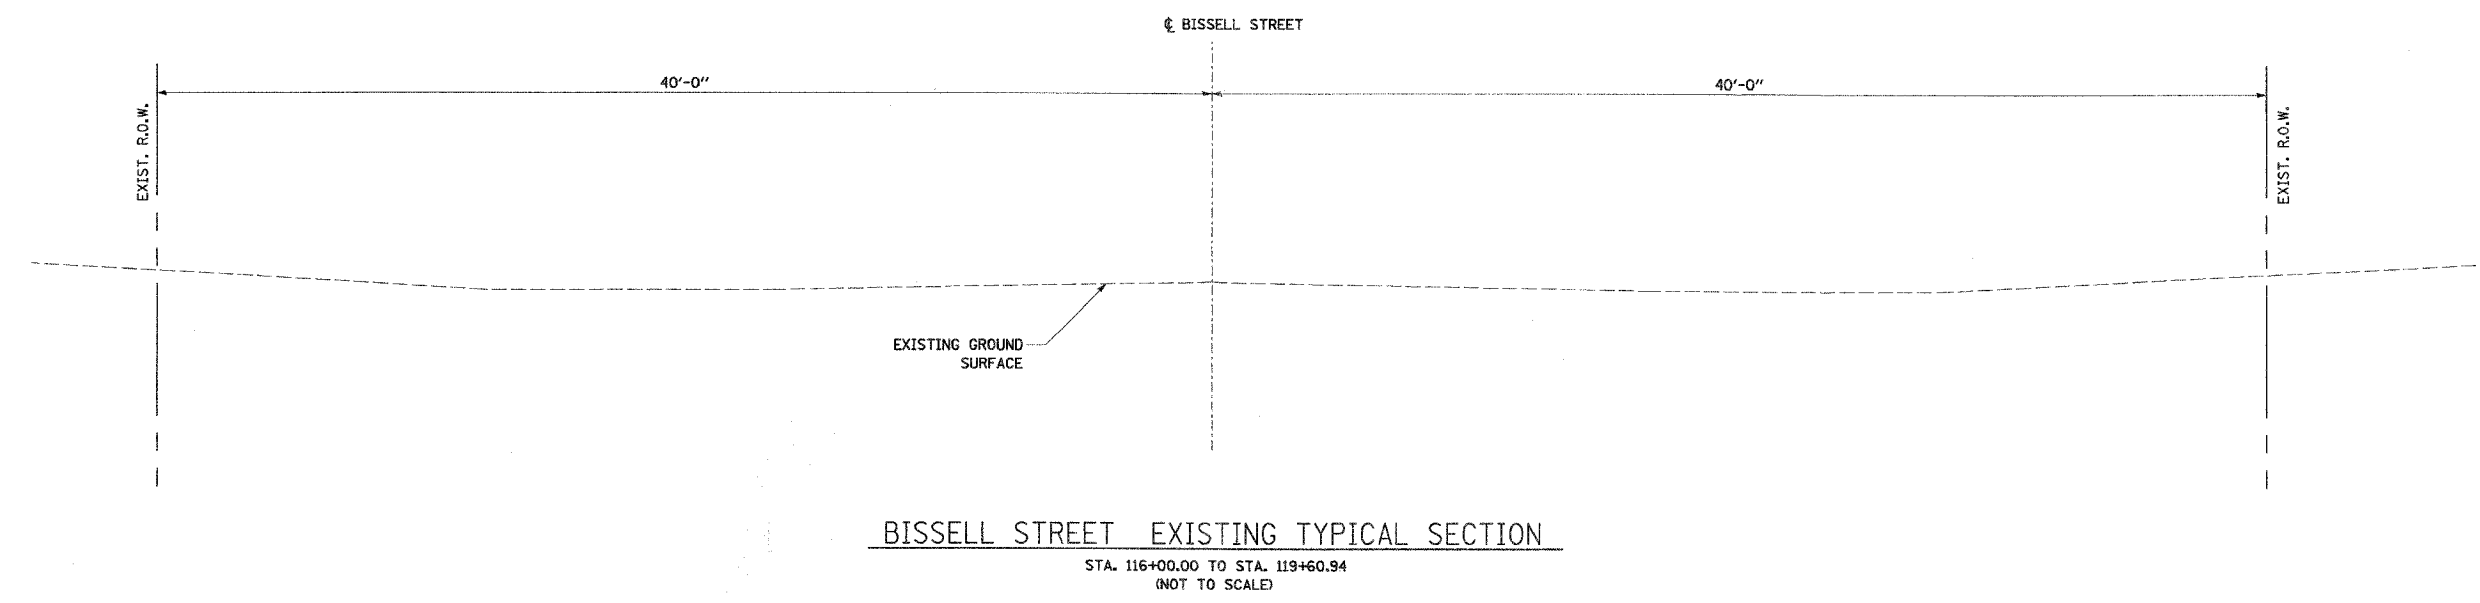 ℄ BISSELL STREET
40'-0"
40'-0"
EXIST. R.O.W.
EXIST. R.O.W.
EXISTING GROUND
SURFACE
BISSELL STREET EXISTING TYPICAL SECTION
STA. 116+00.00 TO STA. 119+60.94
(NOT TO SCALE)